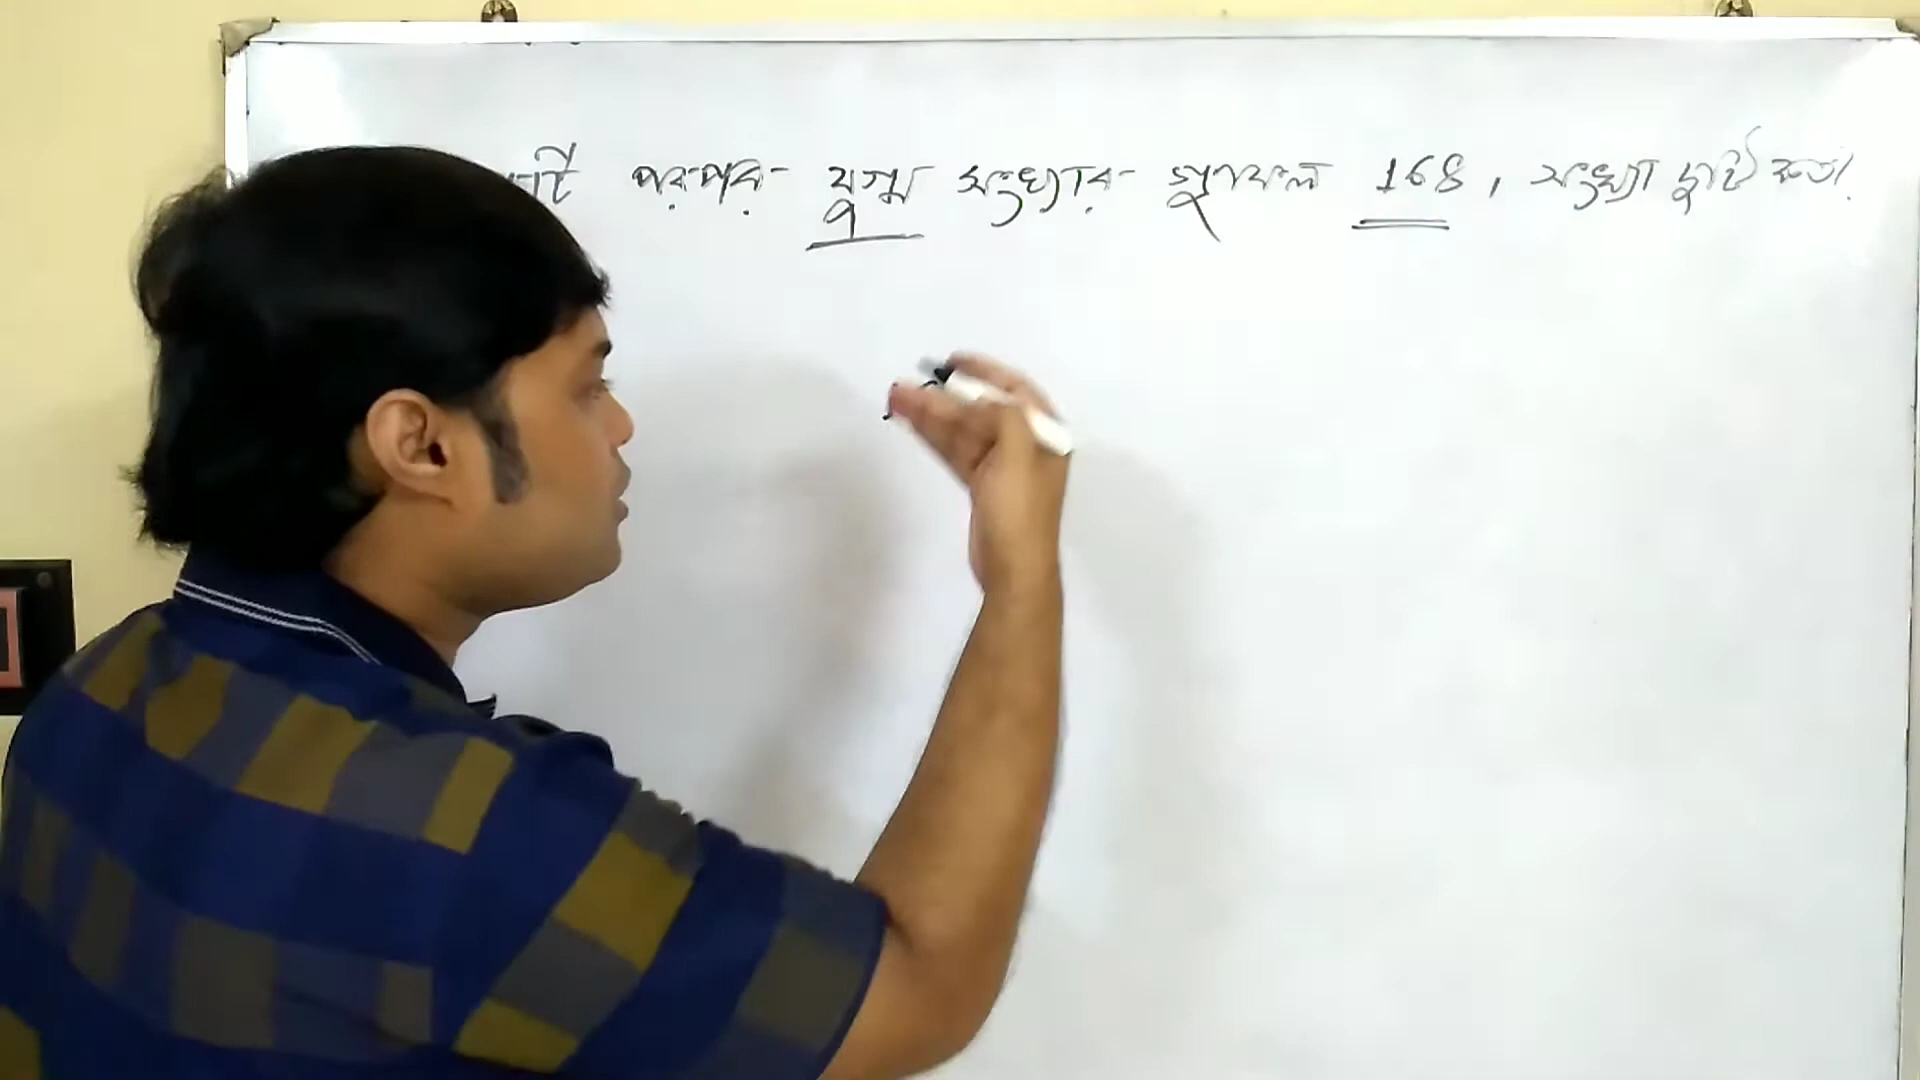 টি পরপর যুগ্ম সংখ্যার গুণফল 168, সংখ্যা দুটি কত?